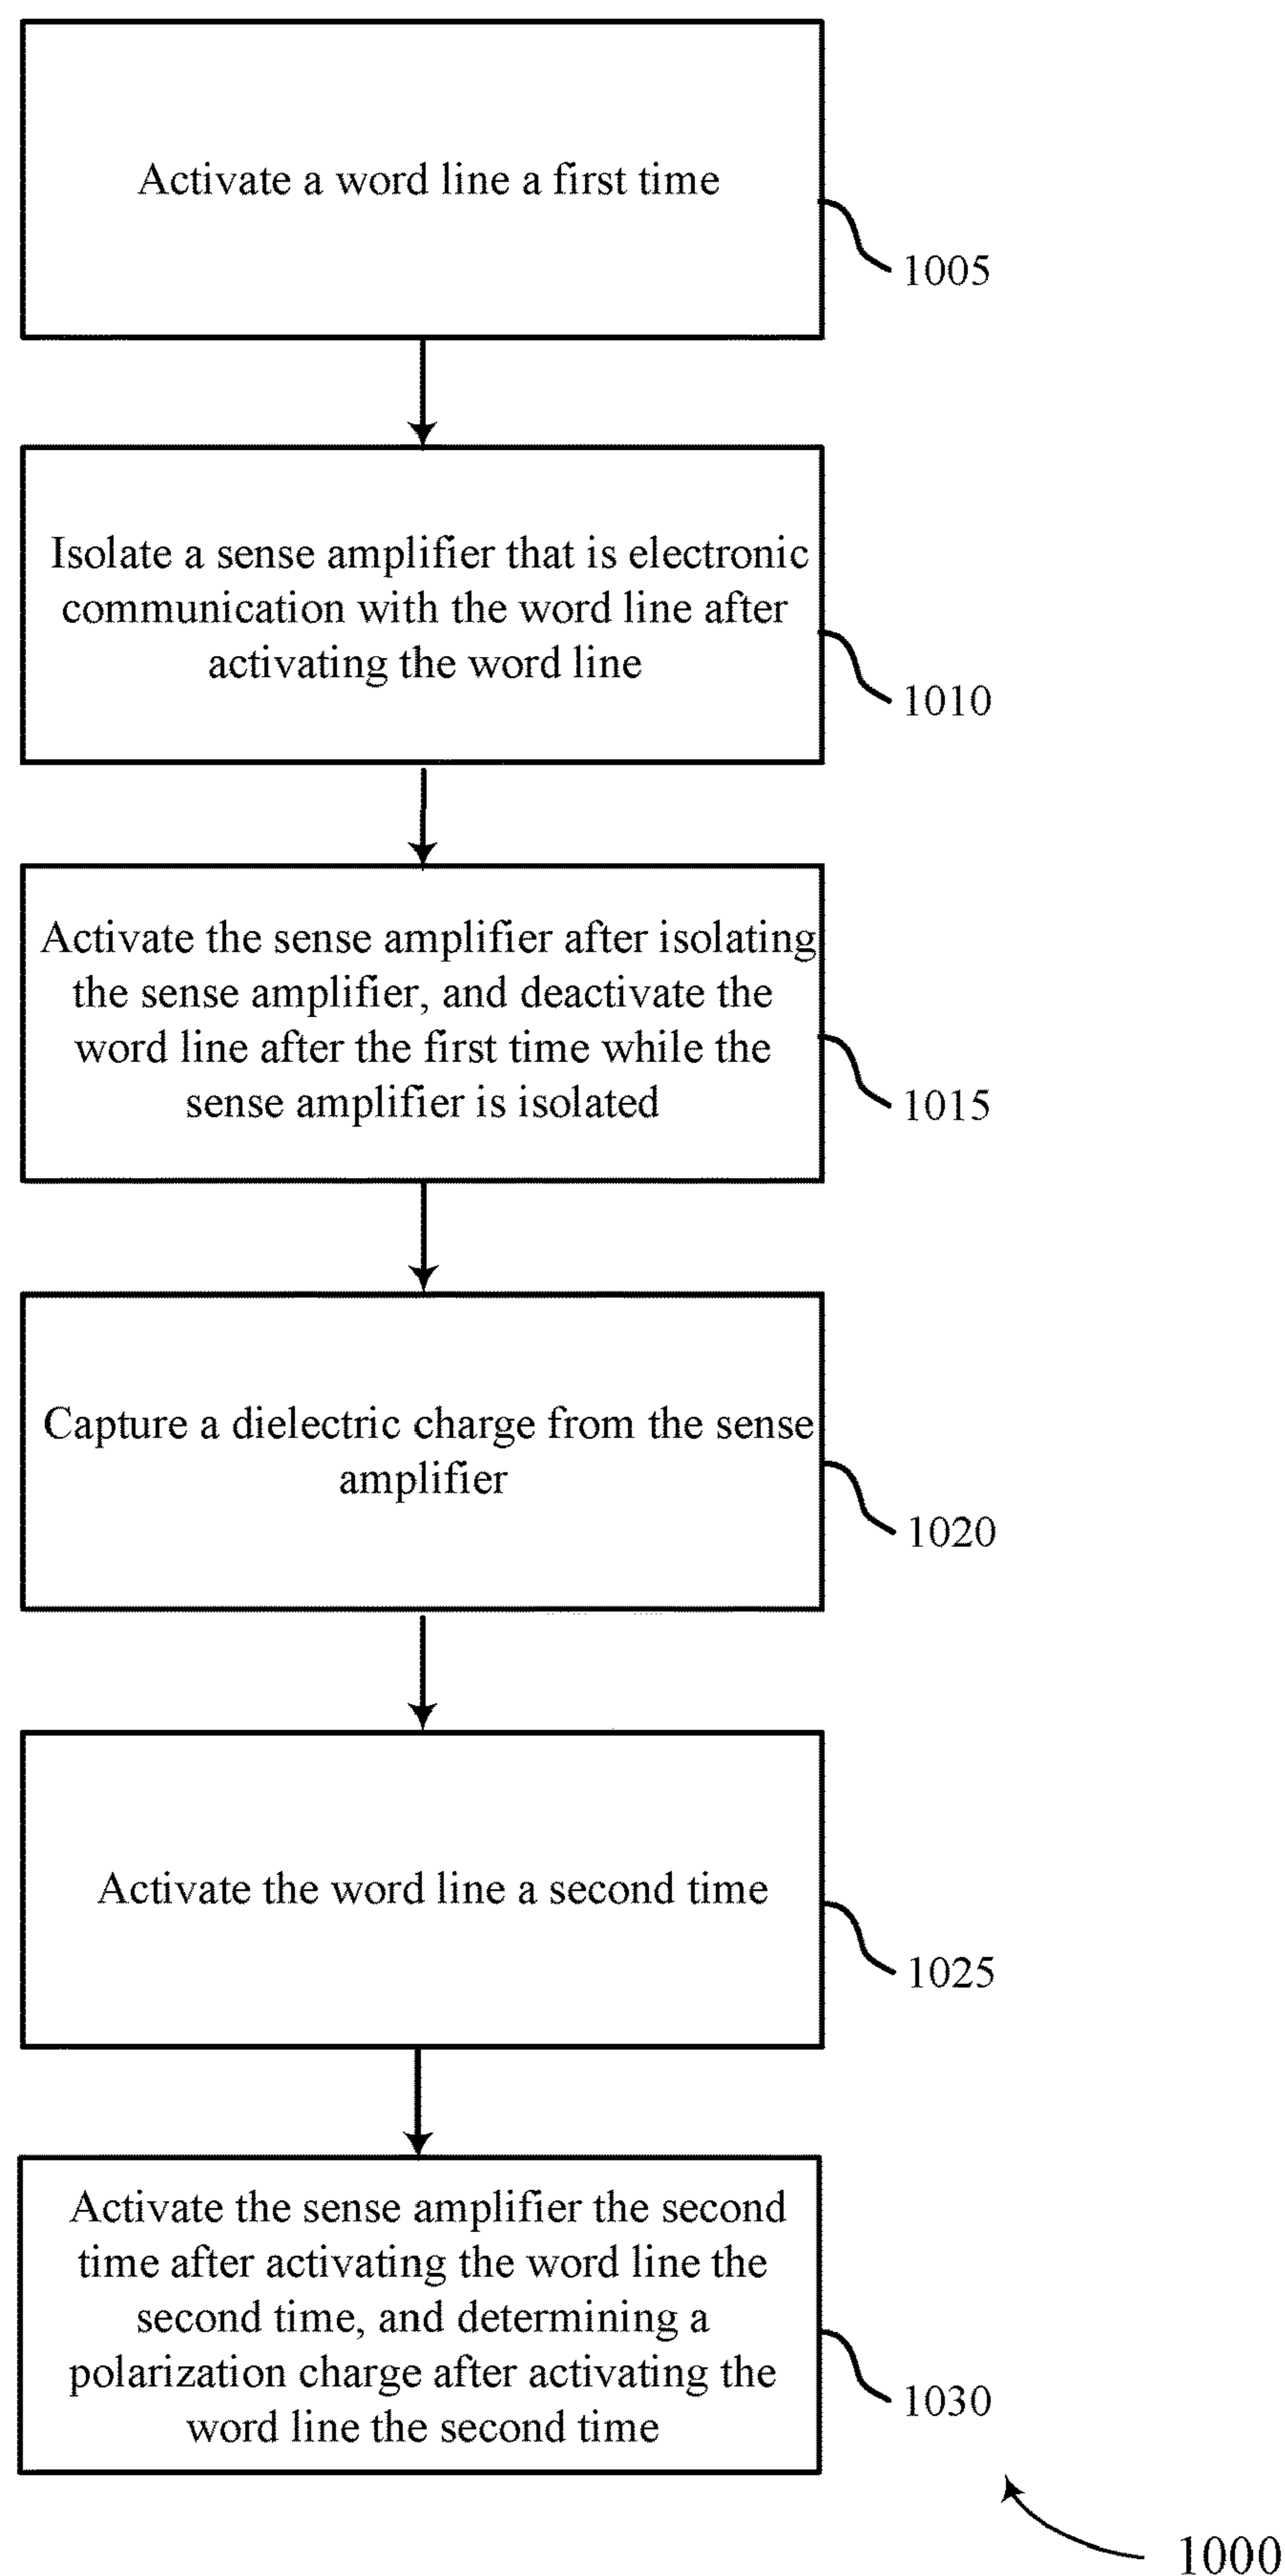 Activate a word line a first time
1005
Isolate a sense amplifier that is electronic
communication with the word line after
activating the word line
1010
Activate the sense amplifier after isolating
the sense amplifier, and deactivate the
word line after the first time while the
sense amplifier is isolated
1015
Capture a dielectric charge from the sense
amplifier
1020
Activate the word line a second time
1025
Activate the sense amplifier the second
time after activating the word line the
second time, and determining a
polarization charge after activating the
word line the second time
1030
1000